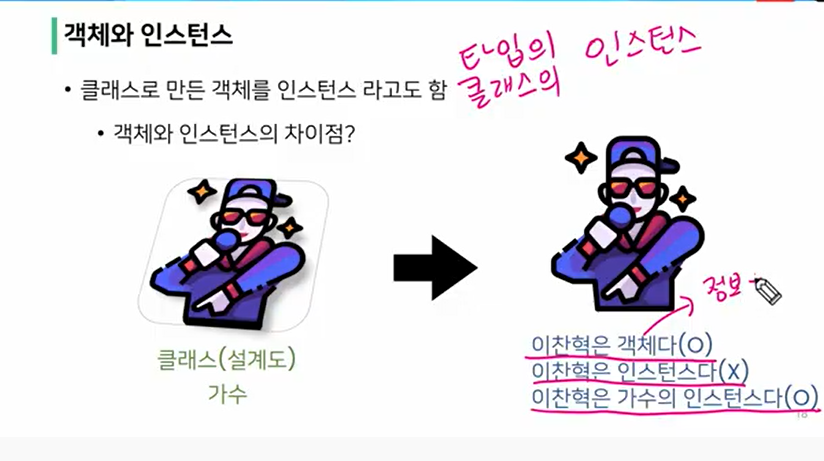 객체와 인스턴스
타입의 인스턴스
클래스의
• 클래스로 만든 객체를 인스턴스 라고도 함
• 객체와 인스턴스의 차이점?
정보
클래스(설계도)
가수
이찬혁은 객체다(O)
이찬혁은 인스턴스다(X)
이찬혁은 가수의 인스턴스다(O)
18